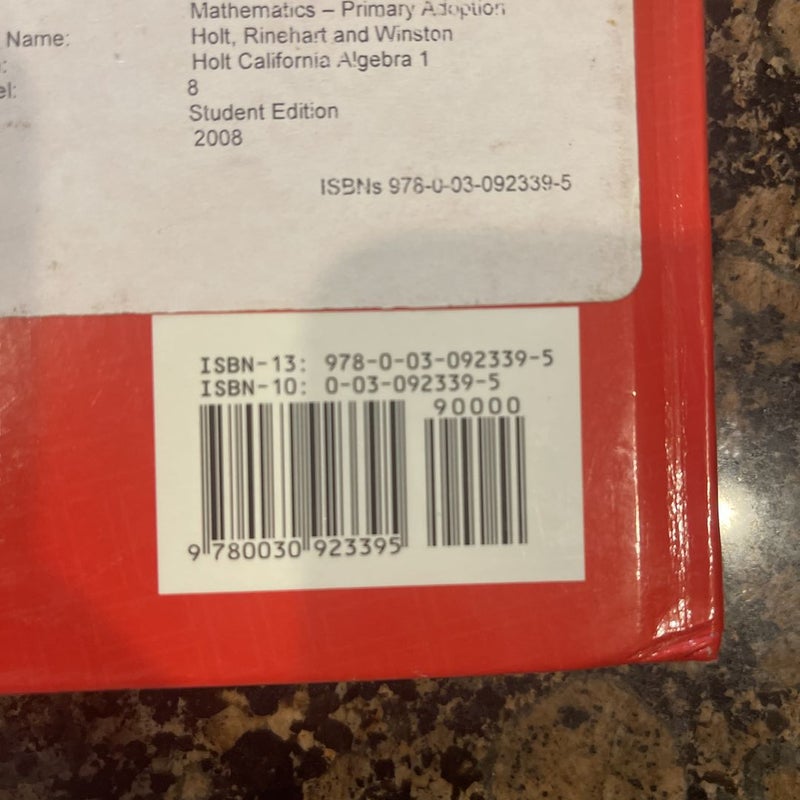 Mathematics – Primary Adoption
Name: Holt, Rinehart and Winston
Holt California Algebra 1
8
Student Edition
2008
ISBNs 978-0-03-092339-5
ISBN-13: 978-0-03-092339-5
ISBN-10: 0-03-092339-5
90000
9 780030 923395